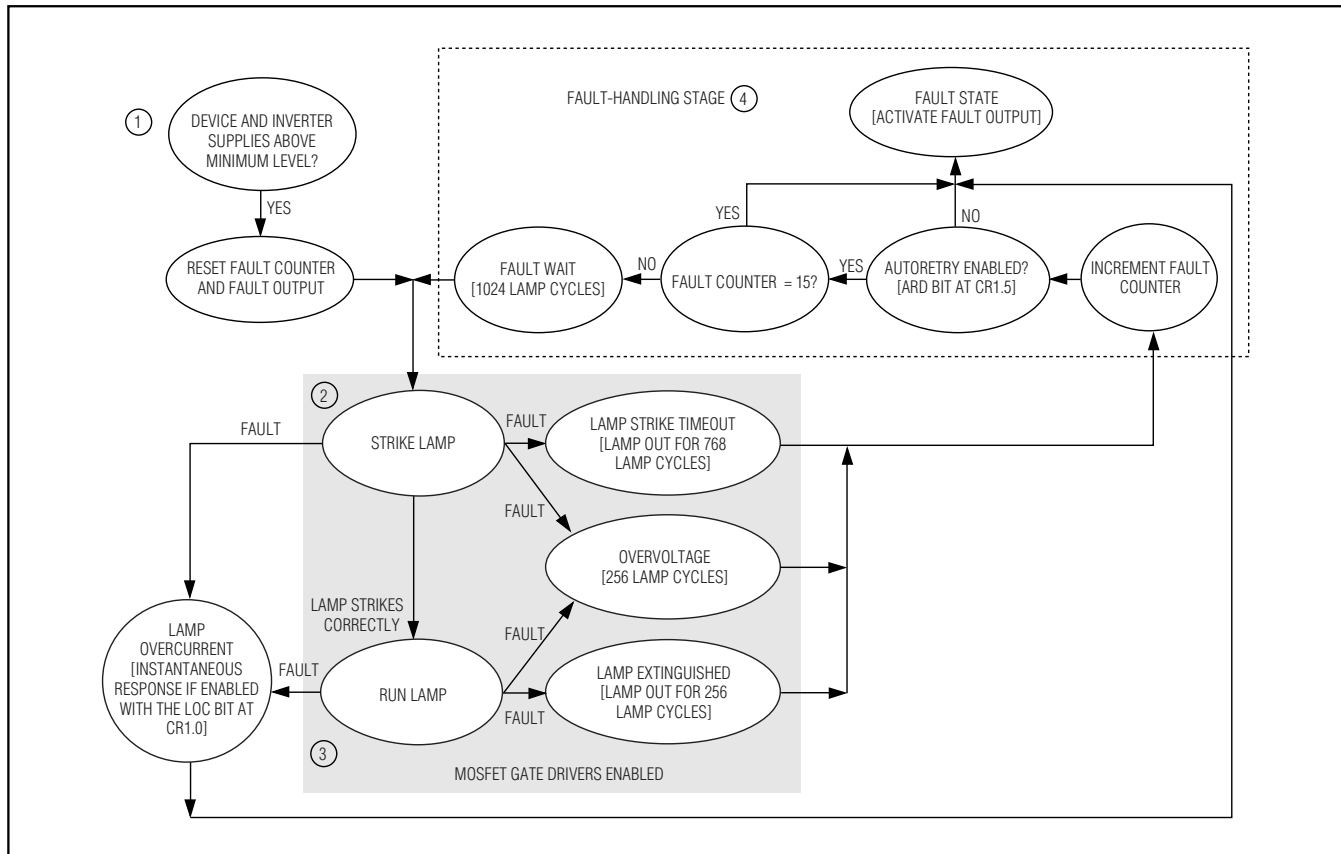 FAULT-HANDLING STAGE 4
FAULT STATE
[ACTIVATE FAULT OUTPUT]
1
DEVICE AND INVERTER
SUPPLIES ABOVE
MINIMUM LEVEL?
YES
RESET FAULT COUNTER
AND FAULT OUTPUT
FAULT WAIT
[1024 LAMP CYCLES]
NO
YES
FAULT COUNTER = 15?
YES
NO
AUTORETRY ENABLED?
[ARD BIT AT CR1.5]
INCREMENT FAULT
COUNTER
2
FAULT
STRIKE LAMP
FAULT
LAMP STRIKE TIMEOUT
[LAMP OUT FOR 768
LAMP CYCLES]
FAULT
OVERVOLTAGE
[256 LAMP CYCLES]
LAMP STRIKES
CORRECTLY
FAULT
LAMP
OVERCURRENT
[INSTANTANEOUS
RESPONSE IF ENABLED
WITH THE LOC BIT AT
CR1.0]
FAULT
RUN LAMP
FAULT
LAMP EXTINGUISHED
[LAMP OUT FOR 256
LAMP CYCLES]
3
MOSFET GATE DRIVERS ENABLED